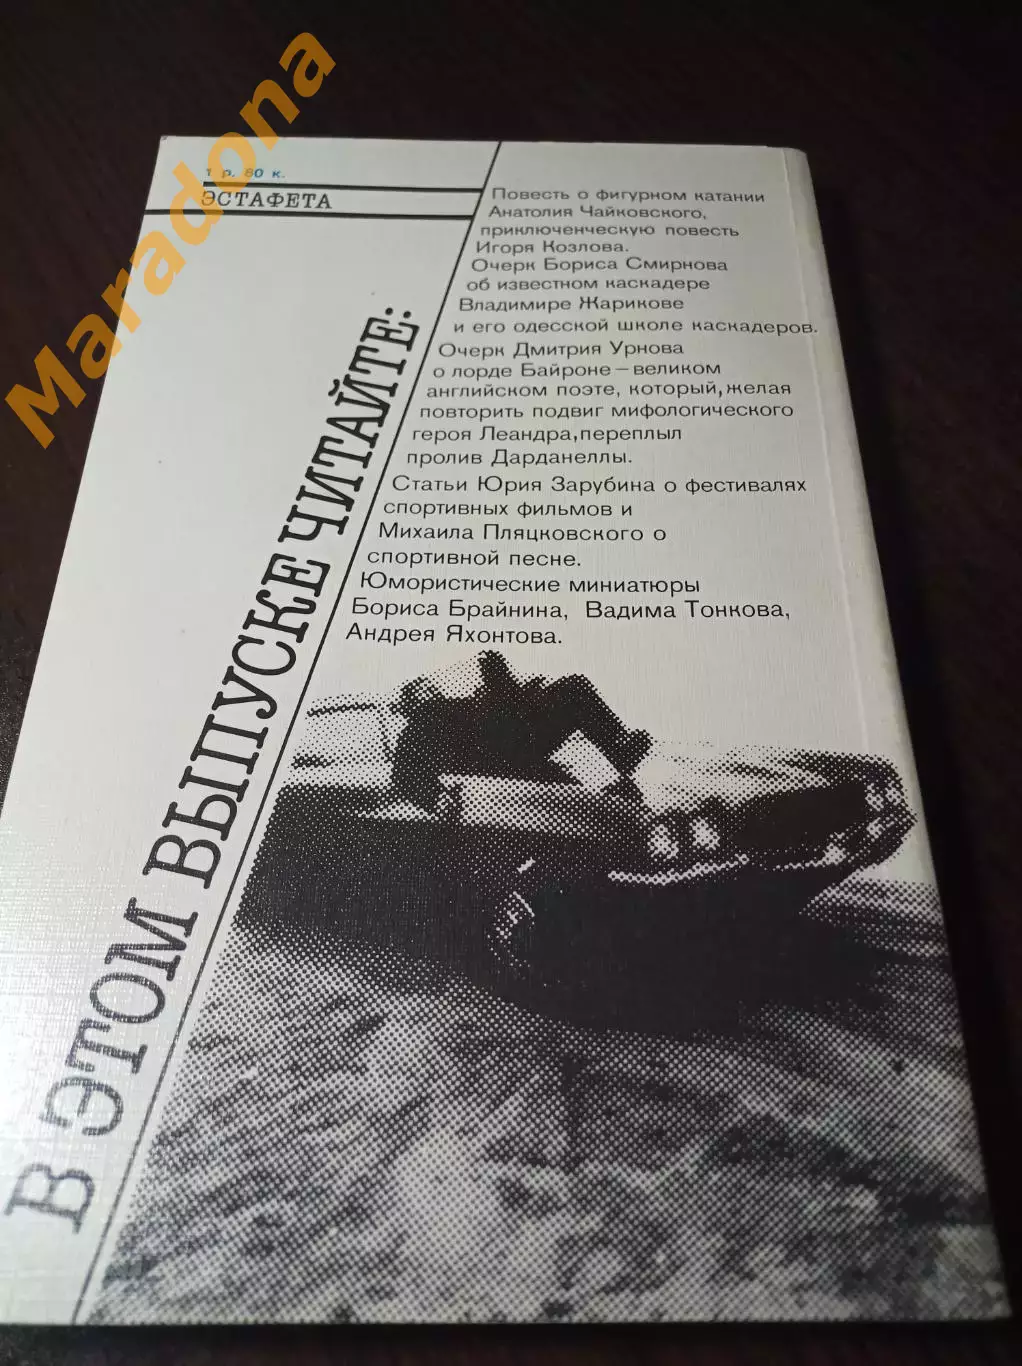 Maradona
1 р. 80 к.
ЭСТАФЕТА
В ЭТОМ ВЫПУСКЕ ЧИТАЙТЕ:
Повесть о фигурном катании
Анатолия Чайковского,
приключенческую повесть
Игоря Козлова.
Очерк Бориса Смирнова
об известном каскадере
Владимире Жарикове
и его одесской школе каскадеров.
Очерк Дмитрия Урнова
о лорде Байроне – великом
английском поэте, который, желая
повторить подвиг мифологического
героя Леандра, переплыл
пролив Дарданеллы.
Статьи Юрия Зарубина о фестивалях
спортивных фильмов и
Михаила Пляцковского о
спортивной песне.
Юмористические миниатюры
Бориса Брайнина, Вадима Тонкова,
Андрея Яхонтова.